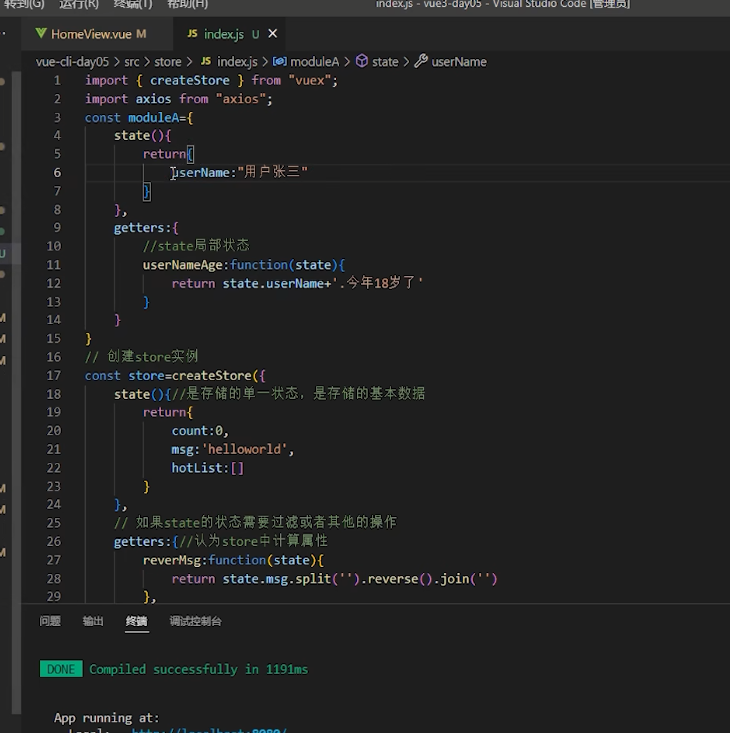 转到(G) 运行(R) 终端(T) 帮助(H) index.js - vue3-day05 - Visual Studio Code [管理员]
HomeView.vue M JS index.js U ×
vue-cli-day05 > src > store > JS index.js > moduleA > state > userName
1 import { createStore } from "vuex";
2 import axios from "axios";
3 const moduleA={
4 state(){
5 return{
6 userName:"用户张三"
7 }
8 },
9 getters:{
10 //state局部状态
11 userNameAge:function(state){
12 return state.userName+'.今年18岁了'
13 }
14 }
15 }
16 // 创建store实例
17 const store=createStore({
18 state(){//是存储的单一状态，是存储的基本数据
19 return{
20 count:0,
21 msg:'helloworld',
22 hotList:[]
23 }
24 },
25 // 如果state的状态需要过滤或者其他的操作
26 getters:{//认为store中计算属性
27 reverMsg:function(state){
28 return state.msg.split('').reverse().join('')
29 },
问题 输出 终端 调试控制台
DONE Compiled successfully in 1191ms
App running at: